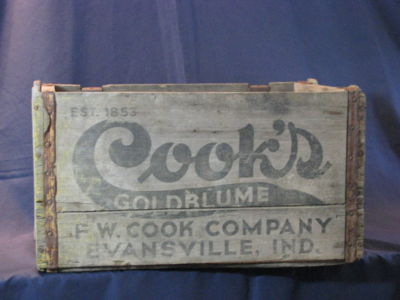 EST. 1853
Cook's
GOLDBLUME
F.W. COOK COMPANY
EVANSVILLE, IND.